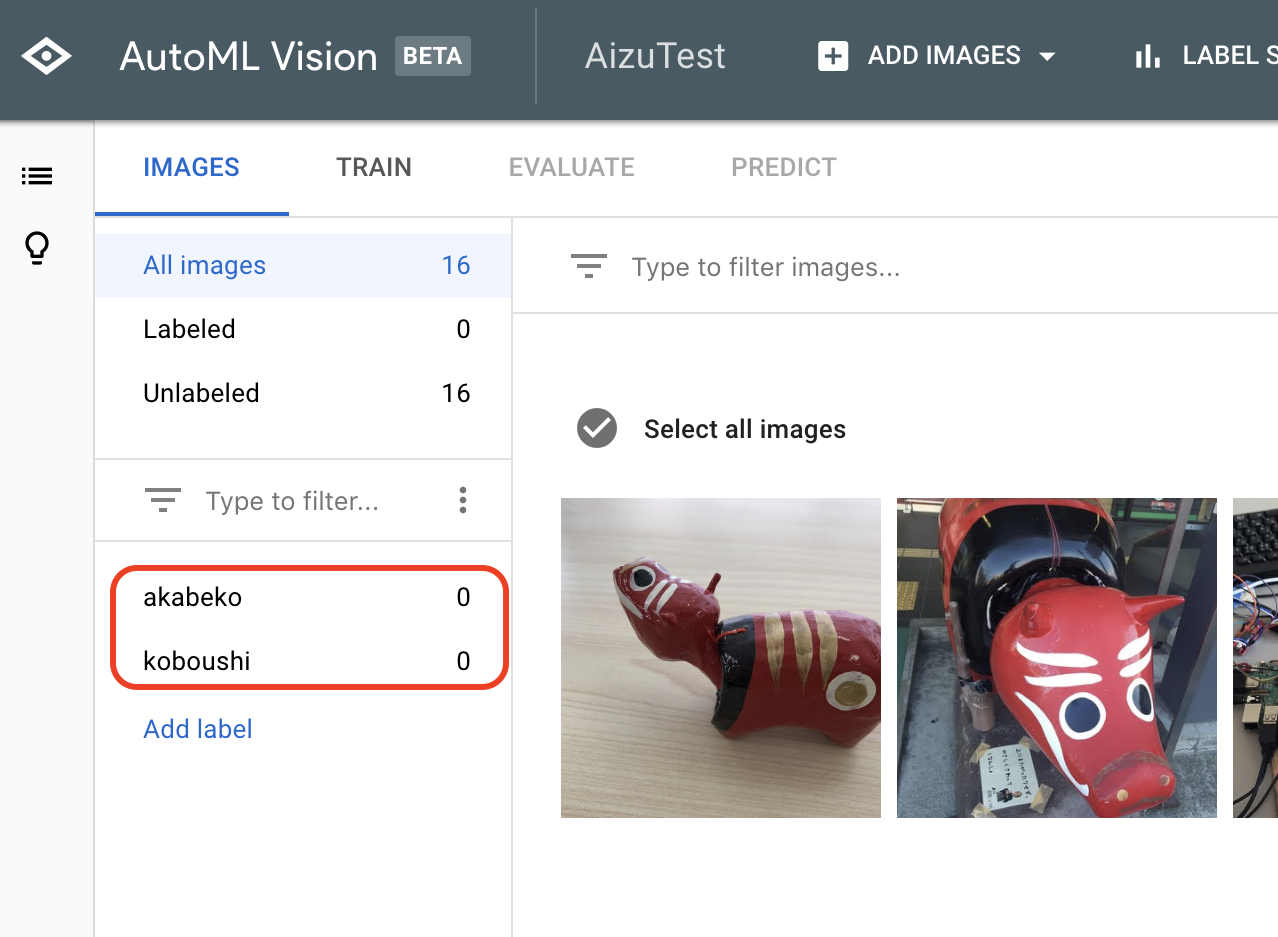 AutoML Vision BETA AizuTest ADD IMAGES LABEL S
IMAGES TRAIN EVALUATE PREDICT
All images 16
Type to filter images...
Labeled 0
Unlabeled 16
Select all images
Type to filter...
akabeko 0
koboushi 0
Add label